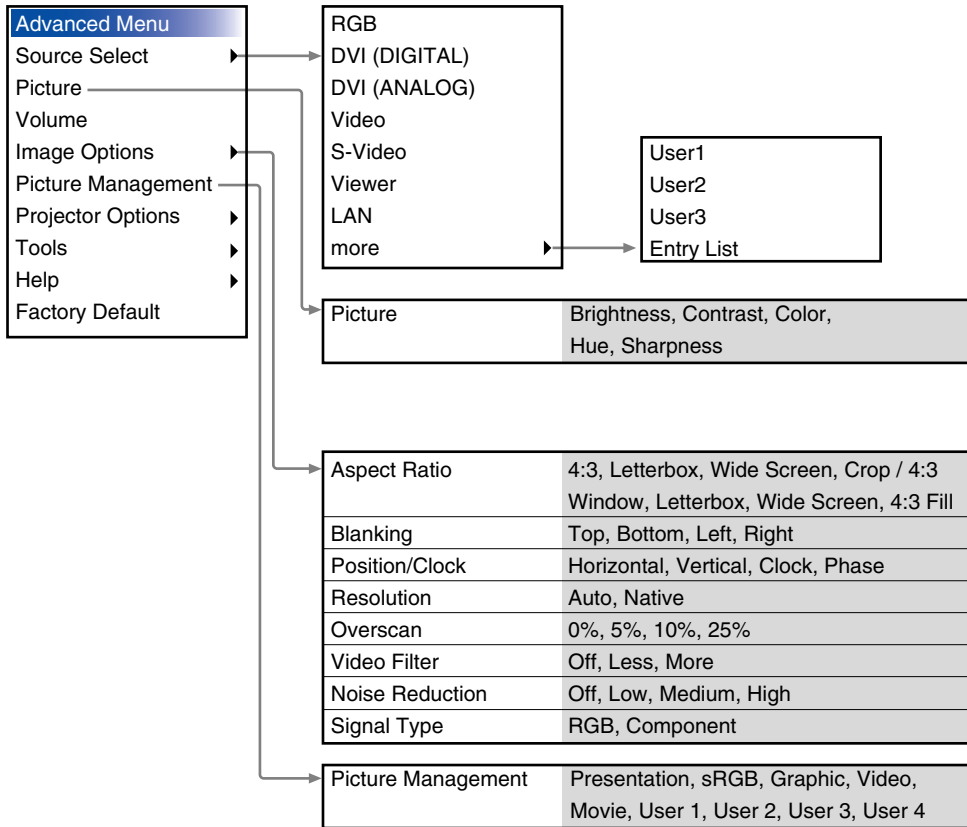 Advanced Menu
Source Select
Picture
Volume
Image Options
Picture Management
Projector Options
Tools
Help
Factory Default
RGB
DVI (DIGITAL)
DVI (ANALOG)
Video
S-Video
Viewer
LAN
more
User1
User2
User3
Entry List
Picture Brightness, Contrast, Color,
Hue, Sharpness
Aspect Ratio 4:3, Letterbox, Wide Screen, Crop / 4:3
Window, Letterbox, Wide Screen, 4:3 Fill
Blanking Top, Bottom, Left, Right
Position/Clock Horizontal, Vertical, Clock, Phase
Resolution Auto, Native
Overscan 0%, 5%, 10%, 25%
Video Filter Off, Less, More
Noise Reduction Off, Low, Medium, High
Signal Type RGB, Component
Picture Management Presentation, sRGB, Graphic, Video,
Movie, User 1, User 2, User 3, User 4